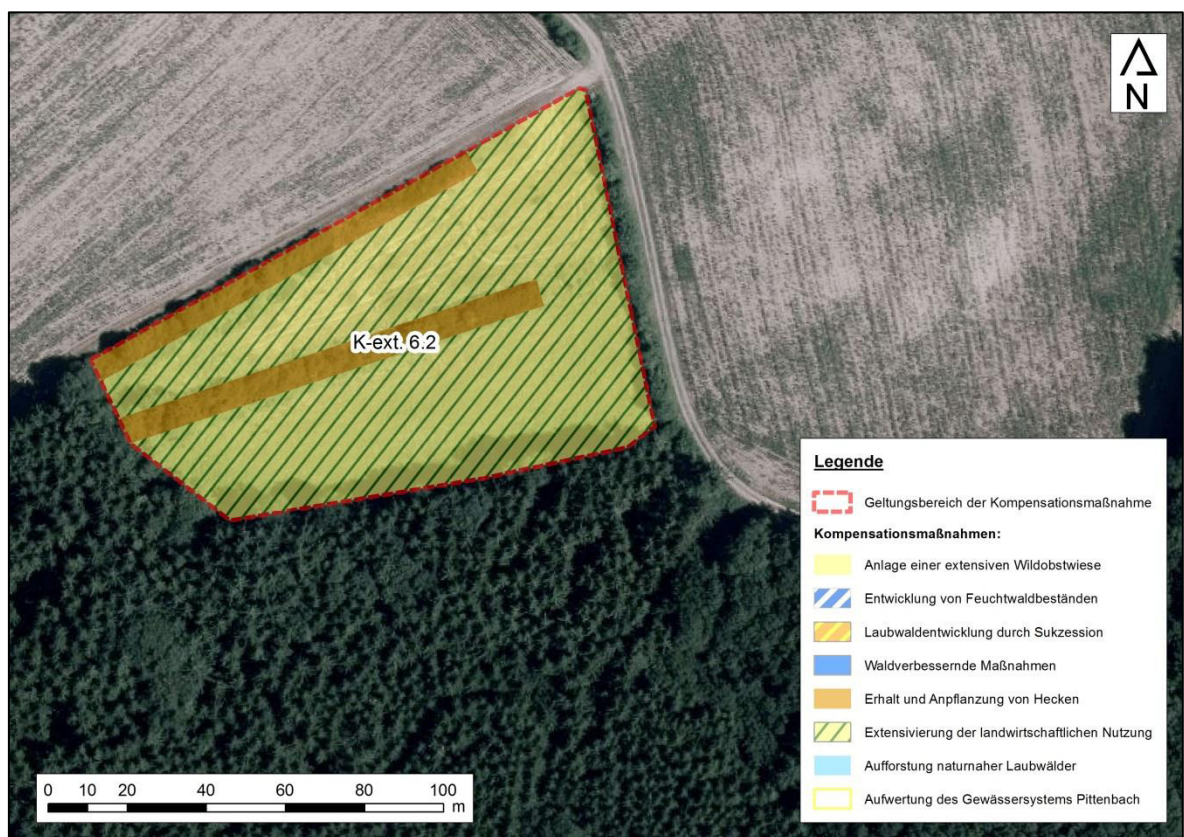 N
K-ext. 6.2
Legende
Geltungsbereich der Kompensationsmaßnahme
Kompensationsmaßnahmen:
Anlage einer extensiven Wildobstwiese
Entwicklung von Feuchtwaldbeständen
Laubwaldentwicklung durch Sukzession
Waldverbessernde Maßnahmen
Erhalt und Anpflanzung von Hecken
Extensivierung der landwirtschaftlichen Nutzung
Aufforstung naturnaher Laubwälder
Aufwertung des Gewässersystems Pittenbach
0 10 20 40 60 80 100
m